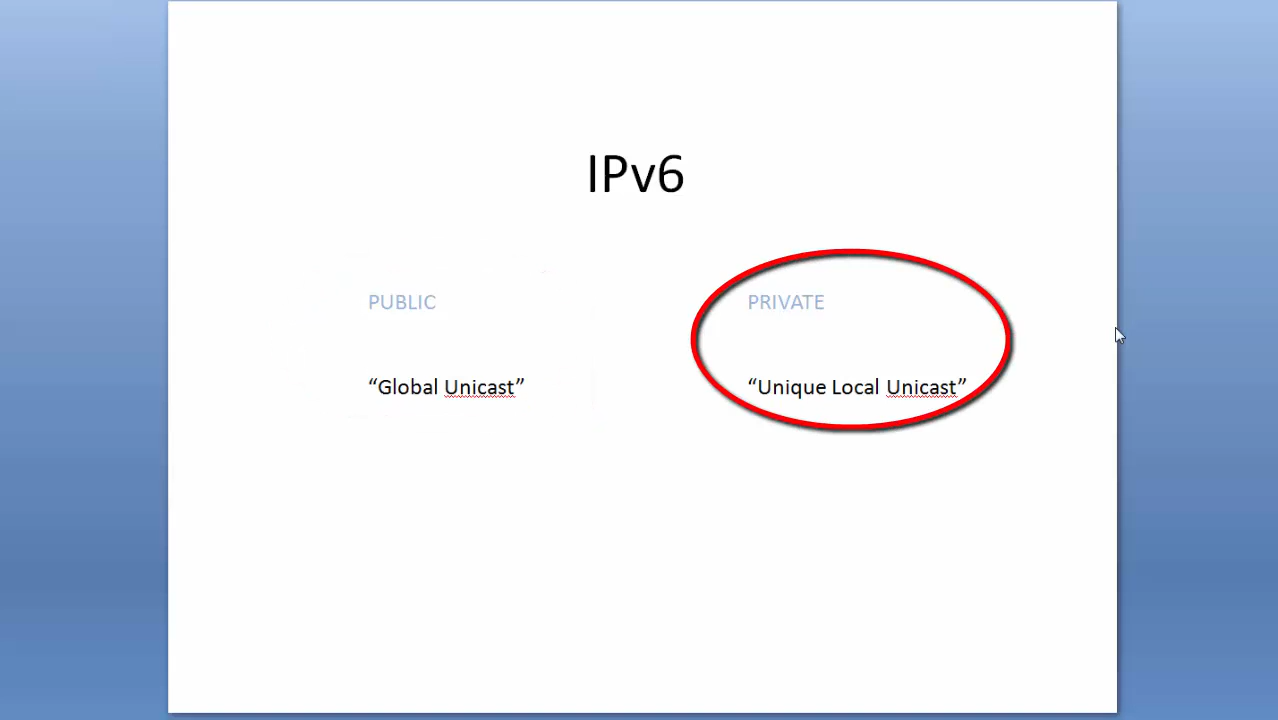 IPv6
PUBLIC
PRIVATE
“Global Unicast”
“Unique Local Unicast”